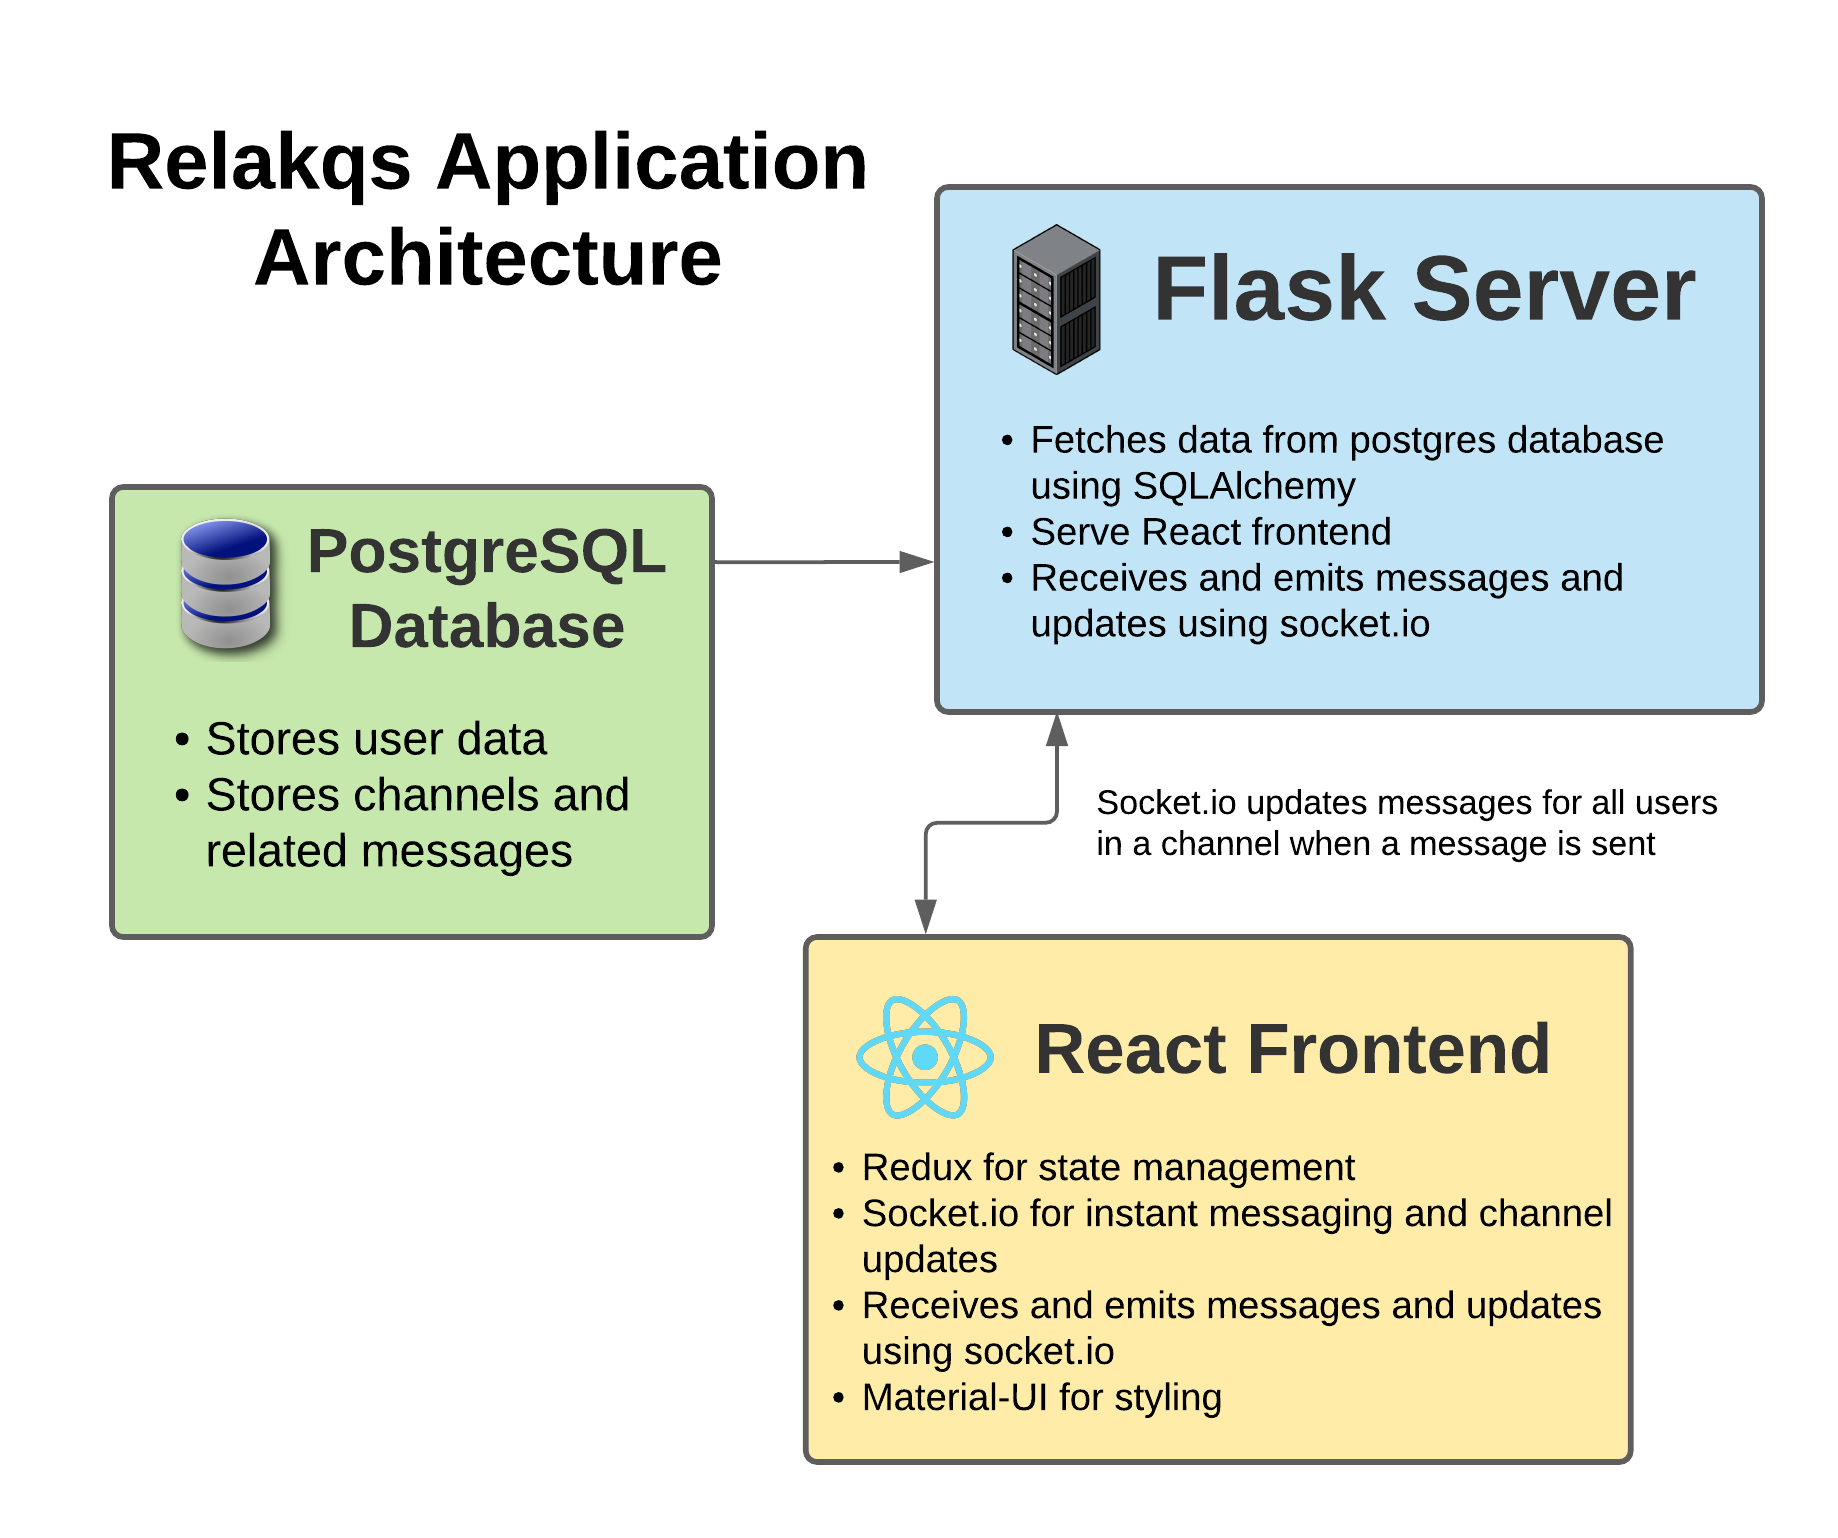 Relakqs Application
Architecture
Flask Server
• Fetches data from postgres database
using SQLAlchemy
• Serve React frontend
• Receives and emits messages and
updates using socket.io
PostgreSQL
Database
• Stores user data
• Stores channels and
related messages
Socket.io updates messages for all users
in a channel when a message is sent
React Frontend
• Redux for state management
• Socket.io for instant messaging and channel
updates
• Receives and emits messages and updates
using socket.io
• Material-UI for styling